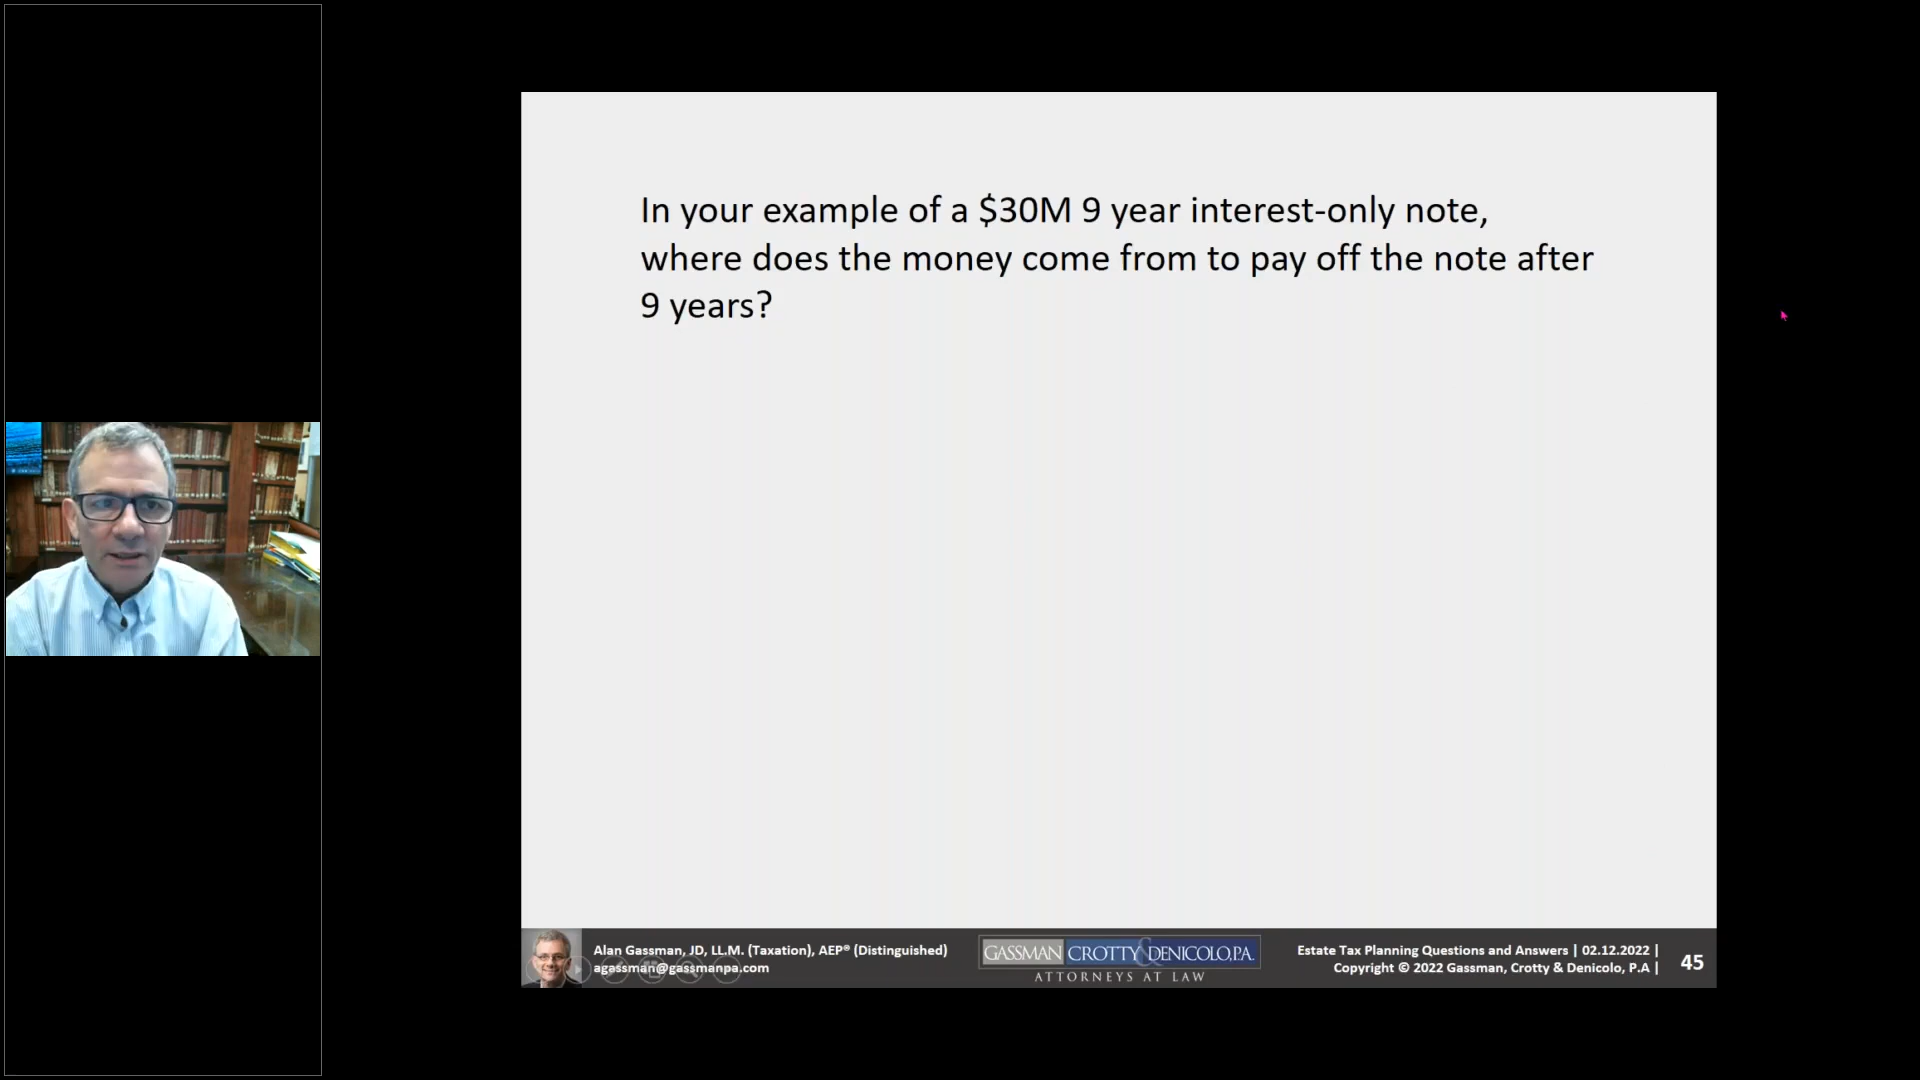 In your example of a $30M 9 year interest-only note,
where does the money come from to pay off the note after
9 years?
Alan Gassman, JD, LL.M. (Taxation), AEP® (Distinguished)
agassman@gassmanpa.com
GASSMAN CROTTY & DENICOLO, P.A.
ATTORNEYS AT LAW
Estate Tax Planning Questions and Answers | 02.12.2022 |
Copyright © 2022 Gassman, Crotty & Denicolo, P.A |
45